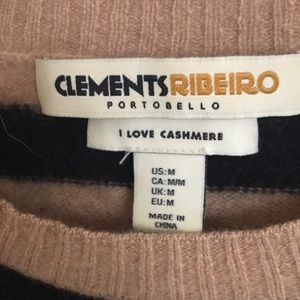 CLEMENTS RIBEIRO
PORTOBELLO
I LOVE CASHMERE
US:M
CA:M/M
UK:M
EU:M
MADE IN
CHINA